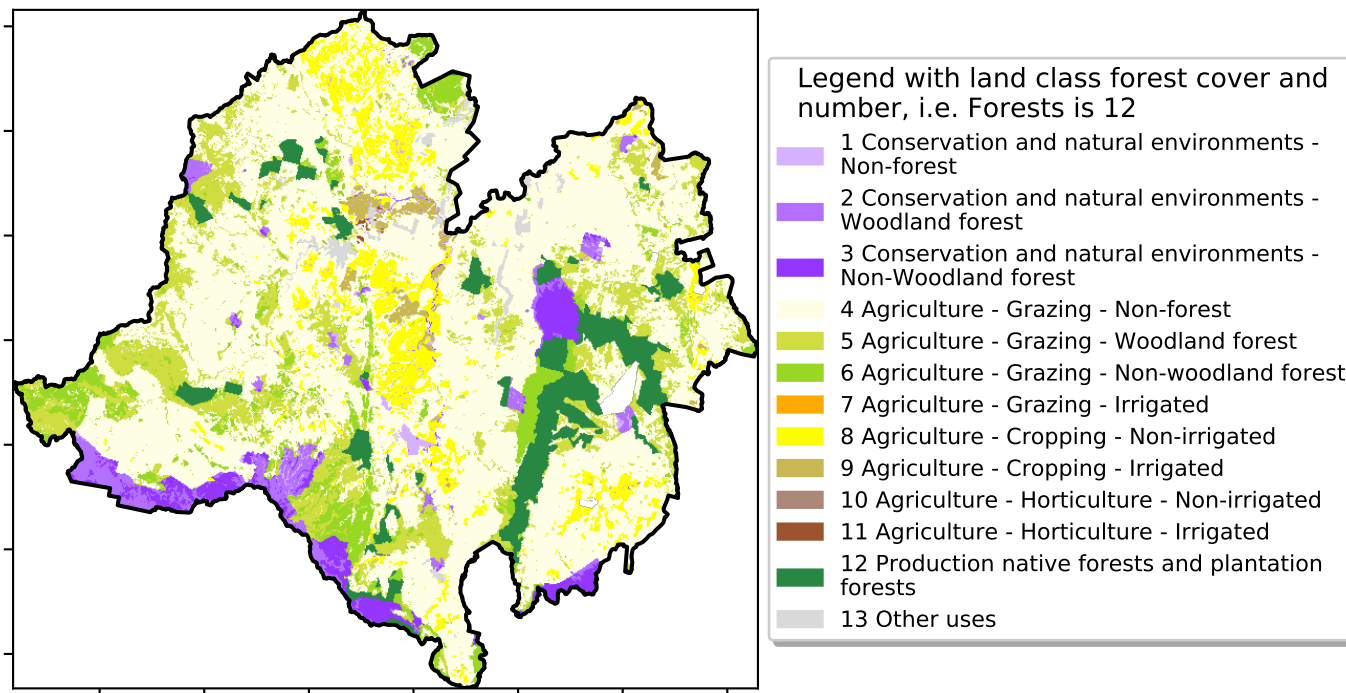 Legend with land class forest cover and
number, i.e. Forests is 12
1 Conservation and natural environments -
Non-forest
2 Conservation and natural environments -
Woodland forest
3 Conservation and natural environments -
Non-Woodland forest
4 Agriculture - Grazing - Non-forest
5 Agriculture - Grazing - Woodland forest
6 Agriculture - Grazing - Non-woodland forest
7 Agriculture - Grazing - Irrigated
8 Agriculture - Cropping - Non-irrigated
9 Agriculture - Cropping - Irrigated
10 Agriculture - Horticulture - Non-irrigated
11 Agriculture - Horticulture - Irrigated
12 Production native forests and plantation
forests
13 Other uses